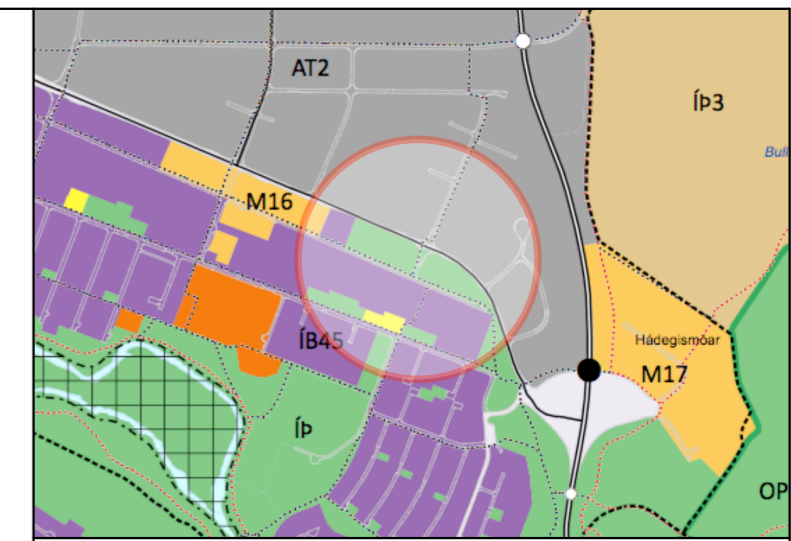 AT2
ÍÞ3
Bull
M16
Hádegismóar
ÍB45
M17
ÍÞ
OP